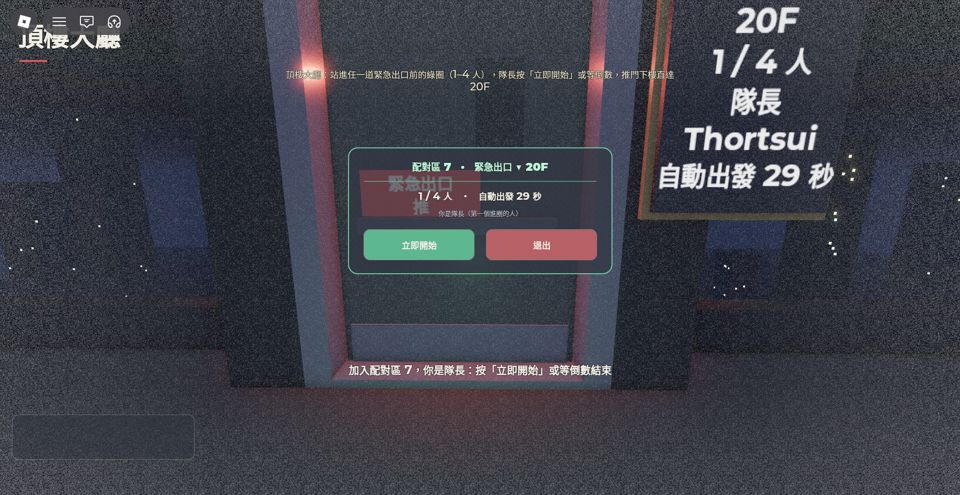 頂樓大廳
頂樓大廳：站進任一道緊急出口前的綠圈（1–4 人），隊長按「立即開始」或等倒數，推門下樓直達
20F
20F
1 / 4 人
隊長
Thortsui
自動出發 29 秒
配對區 7 • 緊急出口 ▼ 20F
緊急出口
推
1 / 4 人 • 自動出發 29 秒
你是隊長（第一個進圈的人）
立即開始
退出
加入配對區 7，你是隊長：按「立即開始」或等倒數結束